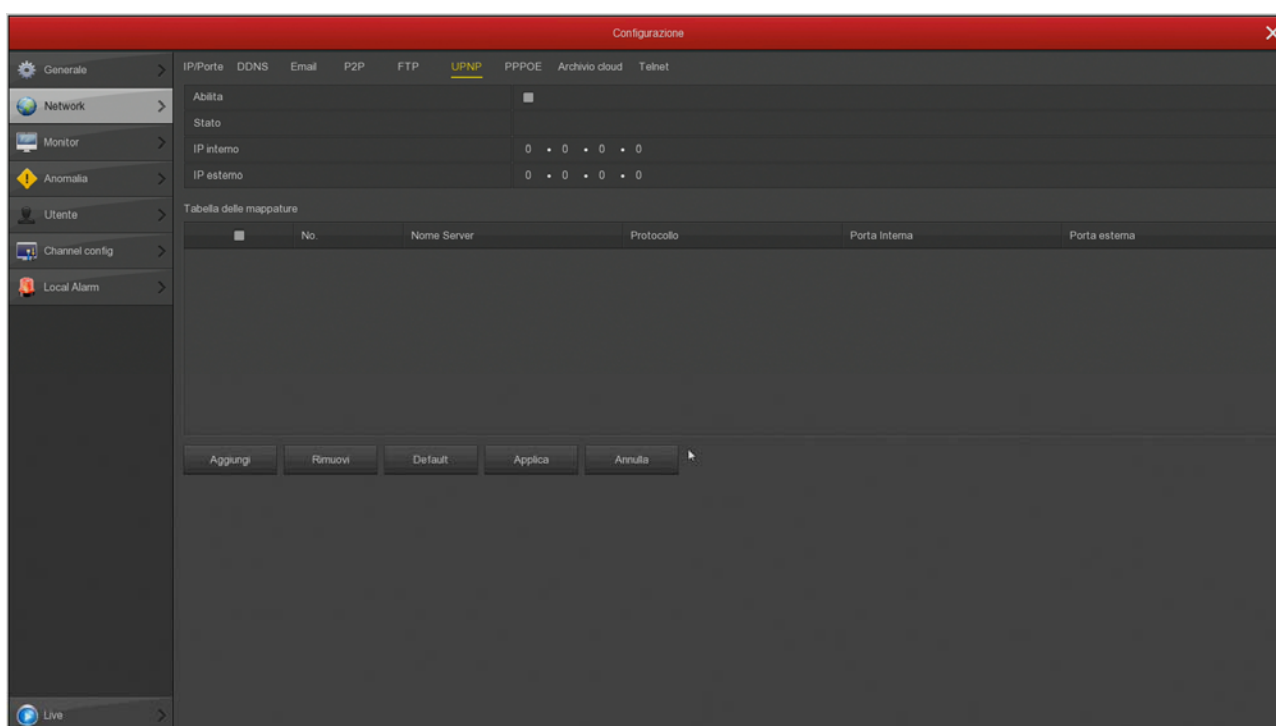 Configurazione
Generale
Network
Monitor
Anomalia
Utente
Channel config
Local Alarm
Live
IP/Porte DDNS Email P2P FTP UPNP PPPOE Archivio cloud Telnet
Abilita
Stato
IP interno 0 . 0 . 0 . 0
IP esterno 0 . 0 . 0 . 0
Tabella delle mappature
No. Nome Server Protocollo Porta Interna Porta esterna
Aggiungi Rimuovi Default Applica Annulla